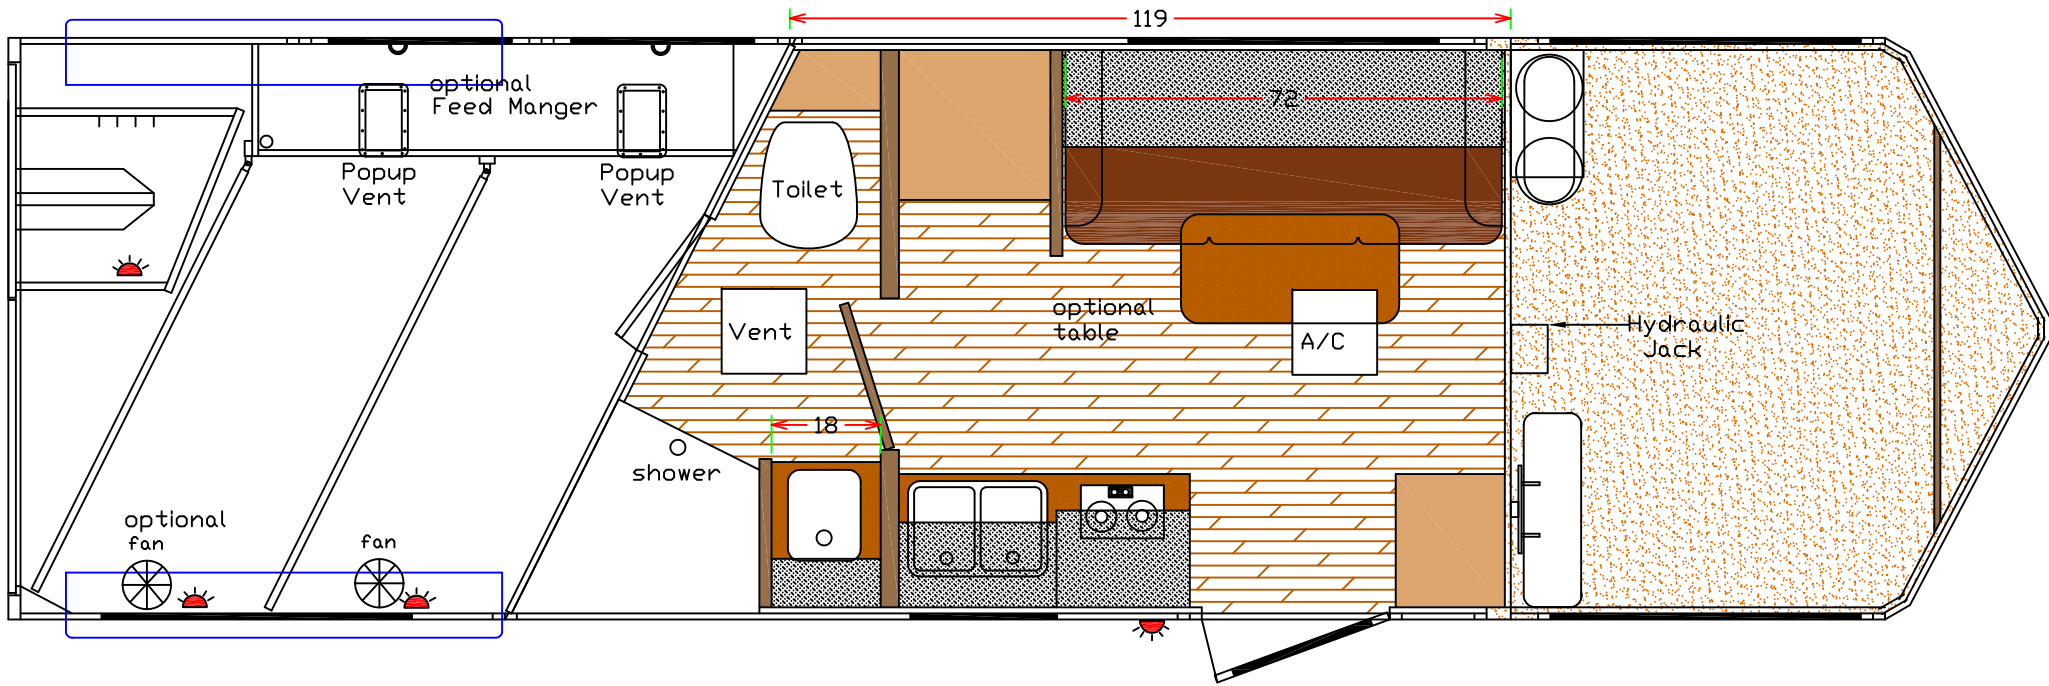 119
optional
Feed Manger
72
Popup
Vent
Popup
Vent
Toilet
optional
table
Vent
A/C
Hydraulic
Jack
18
shower
optional
fan
fan